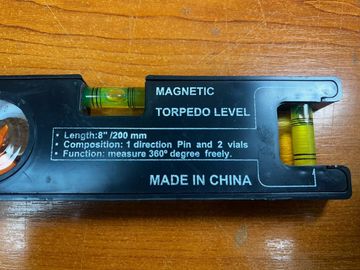 MAGNETIC
TORPEDO LEVEL
• Length:8" /200 mm
• Composition: 1 direction Pin and 2 vials
• Function: measure 360º degree freely.
MADE IN CHINA